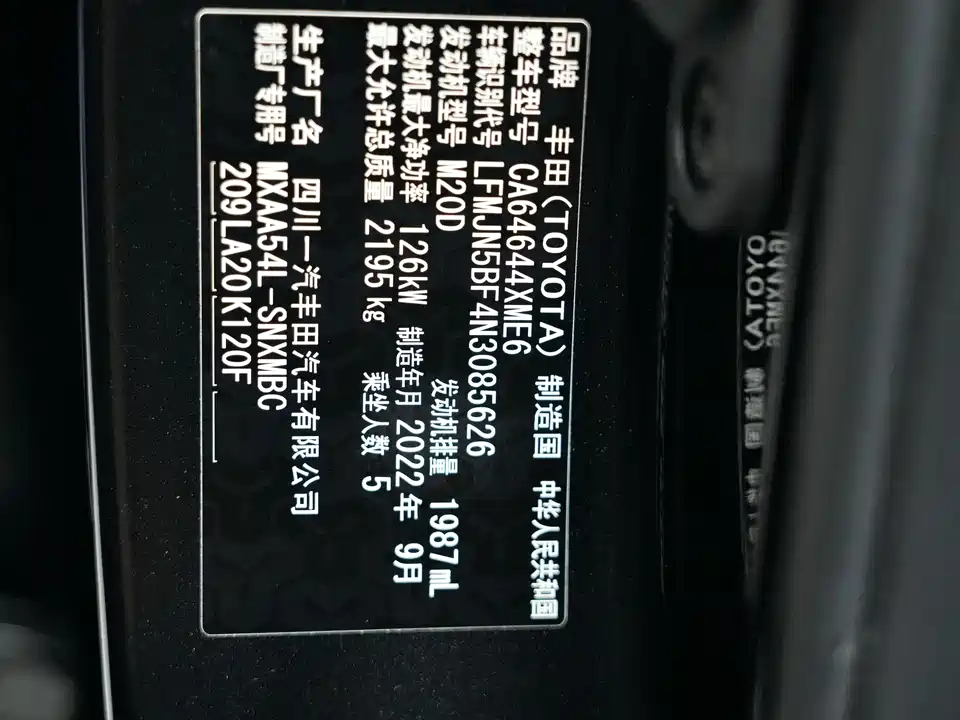 品牌 丰田(TOYOTA) 制造国 中华人民共和国
整车型号 CA64644XME6
车辆识别代号 LFMJN5BF4N3085626
发动机型号 M20D 发动机排量 1987mL
发动机最大净功率 126kW 制造年月 2022年 9月
最大允许总质量 2195kg 乘坐人数 5
生产厂名 四川一汽丰田汽车有限公司
制造厂专用号 MXAA54L-SNXMBC
209LA20K120F